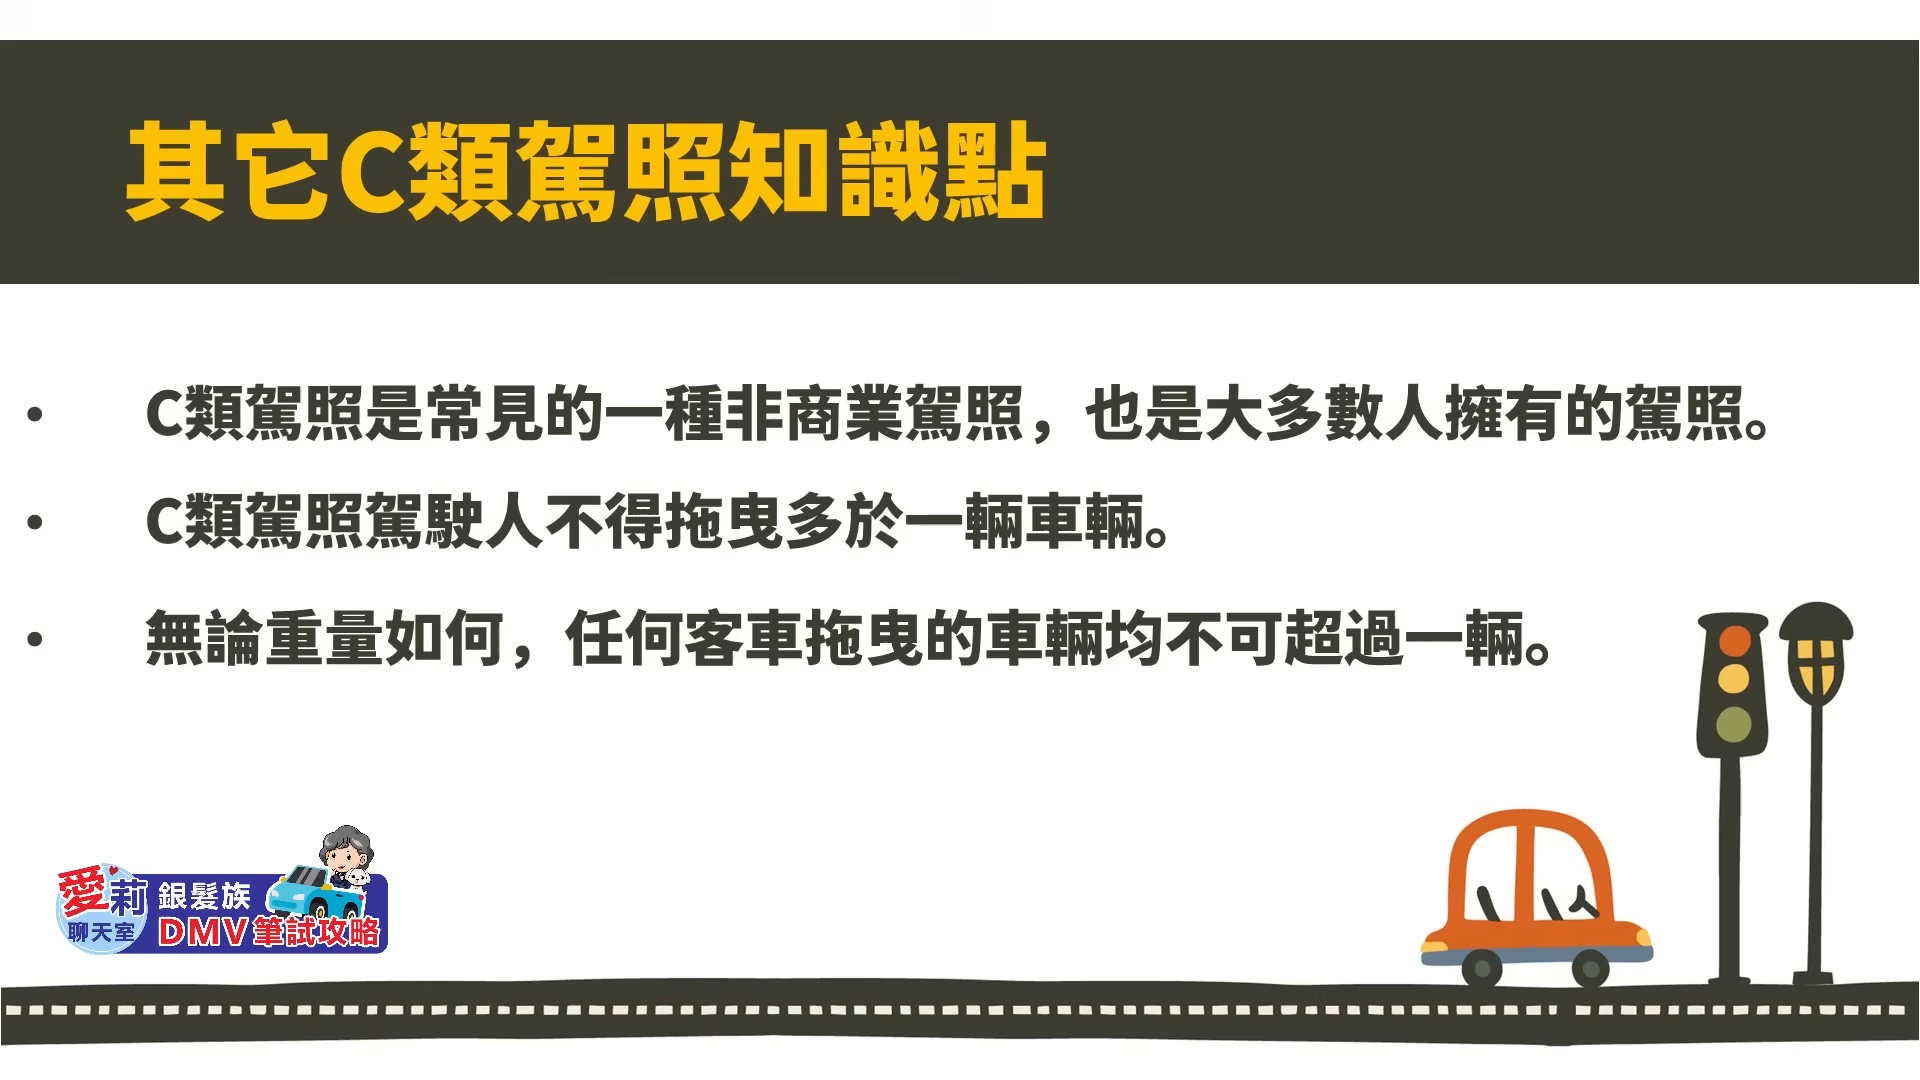 其它C類駕照知識點
• C類駕照是常見的一種非商業駕照，也是大多數人擁有的駕照。
• C類駕照駕駛人不得拖曳多於一輛車輛。
• 無論重量如何，任何客車拖曳的車輛均不可超過一輛。
愛莉
聊天室
銀髮族
DMV筆試攻略